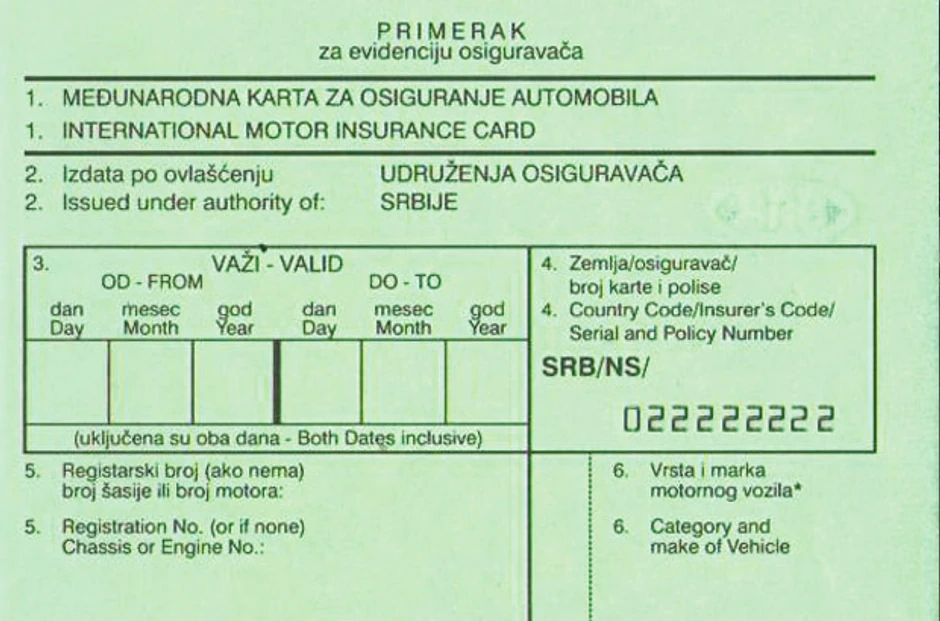 PRIMERAK
za evidenciju osiguravača
1. MEĐUNARODNA KARTA ZA OSIGURANJE AUTOMOBILA
1. INTERNATIONAL MOTOR INSURANCE CARD
2. Izdata po ovlašćenju UDRUŽENJA OSIGURAVAČA
2. Issued under authority of: SRBIJE
3. VAŽI - VALID
OD - FROM DO - TO
dan mesec god dan mesec god
Day Month Year Day Month Year
(uključena su oba dana - Both Dates inclusive)
4. Zemlja/osiguravač/
broj karte i polise
4. Country Code/Insurer's Code/
Serial and Policy Number
SRB/NS/
022222222
5. Registarski broj (ako nema)
broj šasije ili broj motora:
5. Registration No. (or if none)
Chassis or Engine No.:
6. Vrsta i marka
motornog vozila*
6. Category and
make of Vehicle